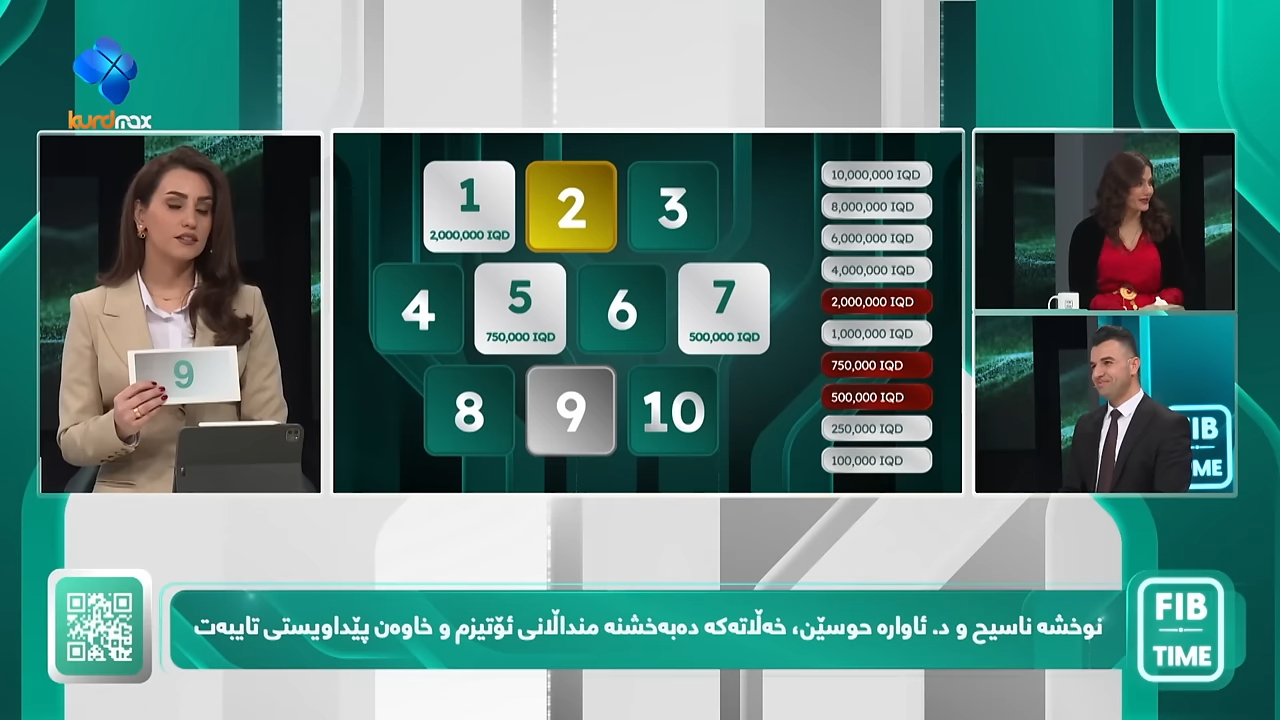 kurdmax
9
1
2,000,000 IQD
2
3
4
5
750,000 IQD
6
7
500,000 IQD
8
9
10
10,000,000 IQD
8,000,000 IQD
6,000,000 IQD
4,000,000 IQD
2,000,000 IQD
1,000,000 IQD
750,000 IQD
500,000 IQD
250,000 IQD
100,000 IQD
IB
ME
نوخشە ناسیح و د. ئاوارە حوسێن، خەڵاتەکە دەبەخشنە منداڵانی ئۆتیزم و خاوەن پێداویستی تایبەت
FIB
TIME